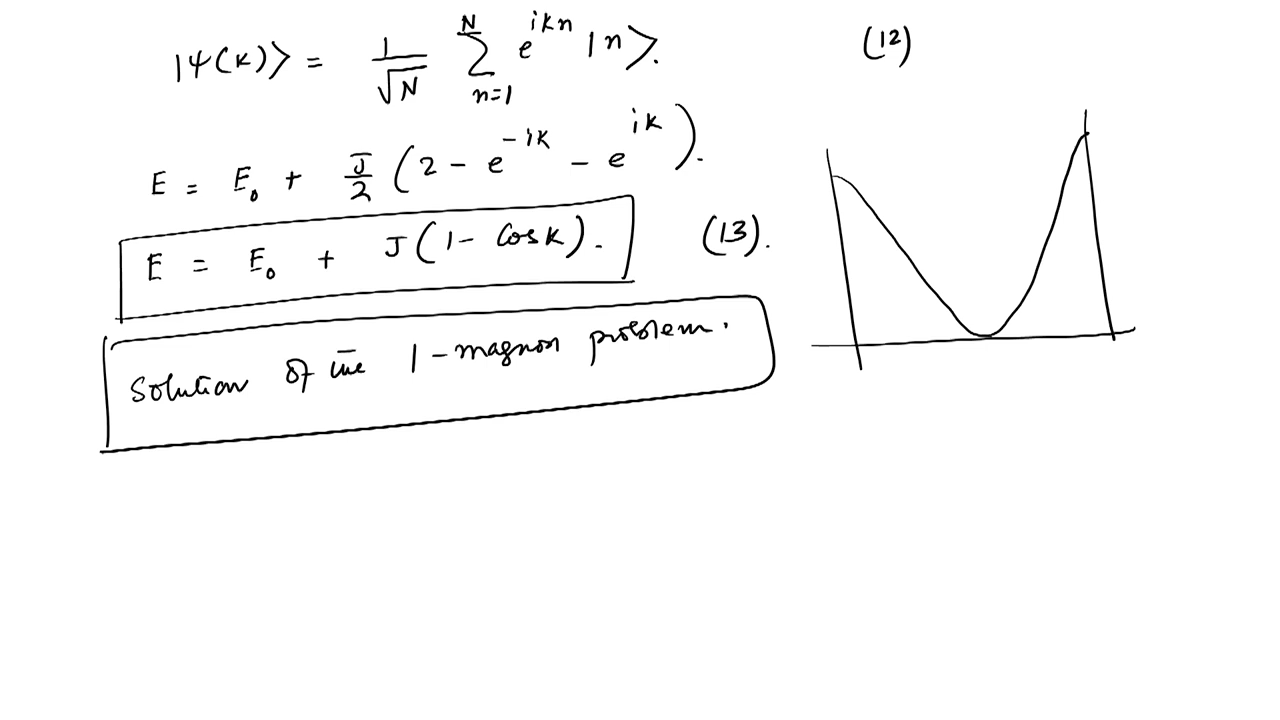 |Ψ(k)⟩ = 1/√N ∑_{n=1}^{N} e^{ikn} |n⟩. (12)
E = E₀ + J/2 (2 - e^{-ik} - e^{ik}).
E = E₀ + J(1 - Cos k). (13).
Solution of the 1-magnon problem.